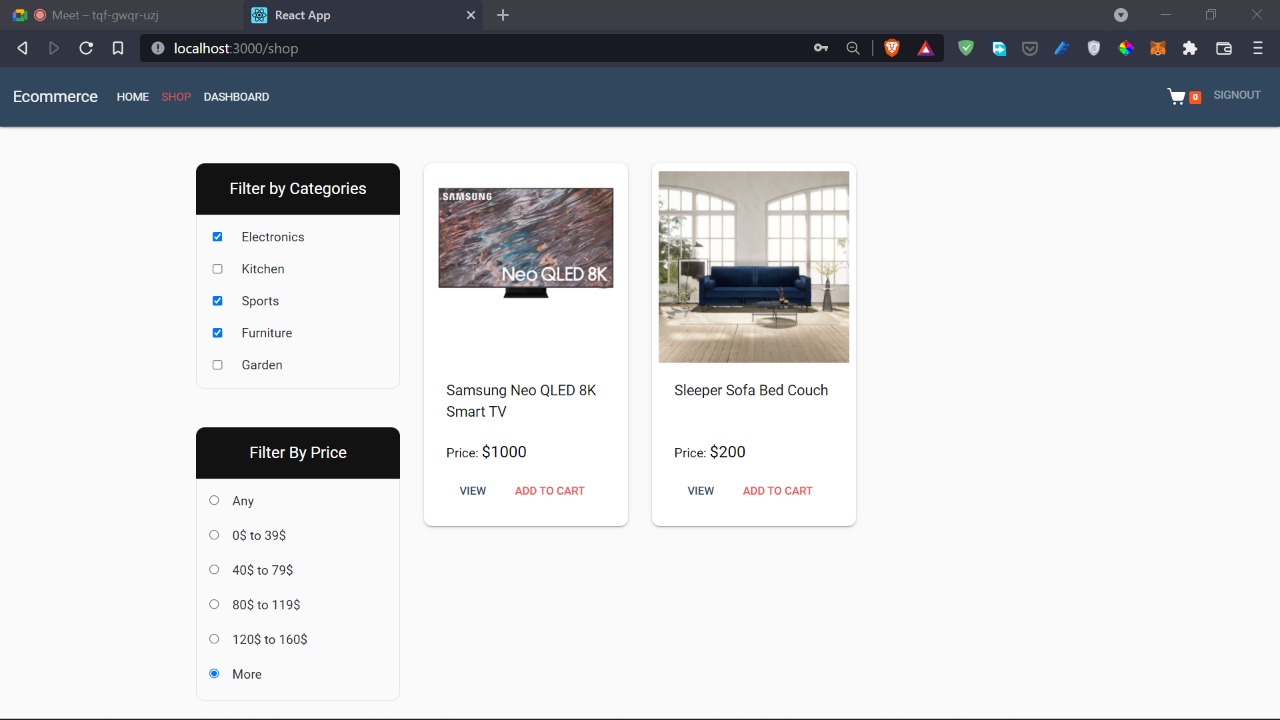 Meet – tqf-gwqr-uzj
React App
localhost:3000/shop
Ecommerce HOME SHOP DASHBOARD
0 SIGNOUT
Filter by Categories
Electronics
Kitchen
Sports
Furniture
Garden
Filter By Price
Any
0$ to 39$
40$ to 79$
80$ to 119$
120$ to 160$
More
SAMSUNG
Neo QLED 8K
Samsung Neo QLED 8K
Smart TV
Price: $1000
VIEW ADD TO CART
Sleeper Sofa Bed Couch
Price: $200
VIEW ADD TO CART